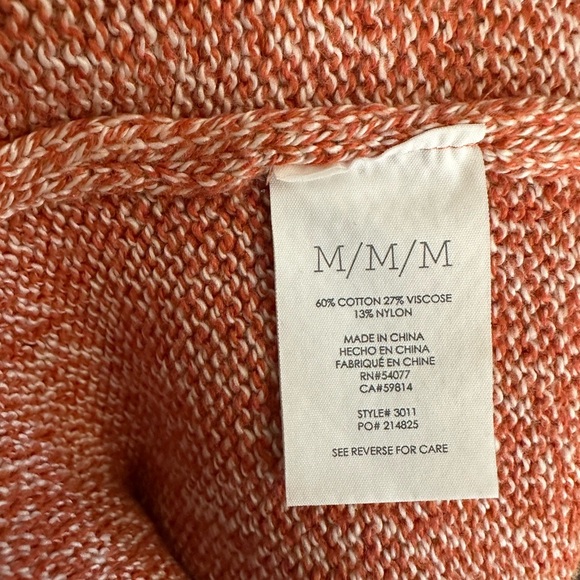 M/M/M
60% COTTON 27% VISCOSE
13% NYLON
MADE IN CHINA
HECHO EN CHINA
FABRIQUÉ EN CHINE
RN#54077
CA#59814
STYLE# 3011
PO# 214825
SEE REVERSE FOR CARE